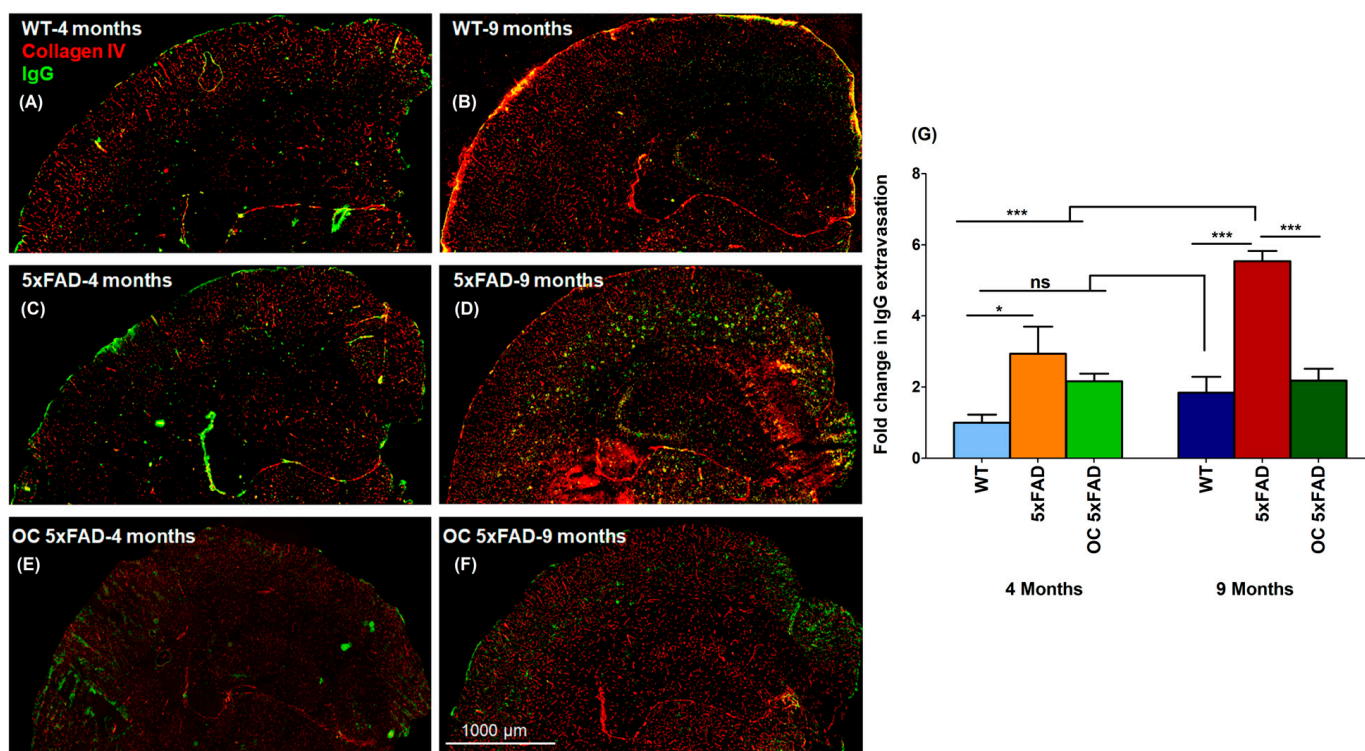 WT-4 months
Collagen IV
IgG
(A)
WT-9 months
(B)
5xFAD-4 months
(C)
5xFAD-9 months
(D)
OC 5xFAD-4 months
(E)
OC 5xFAD-9 months
(F)
1000 µm
(G)
Fold change in IgG extravasation
8
6
4
2
0
***
***
***
ns
*
WT
5xFAD
OC 5xFAD
WT
5xFAD
OC 5xFAD
4 Months
9 Months